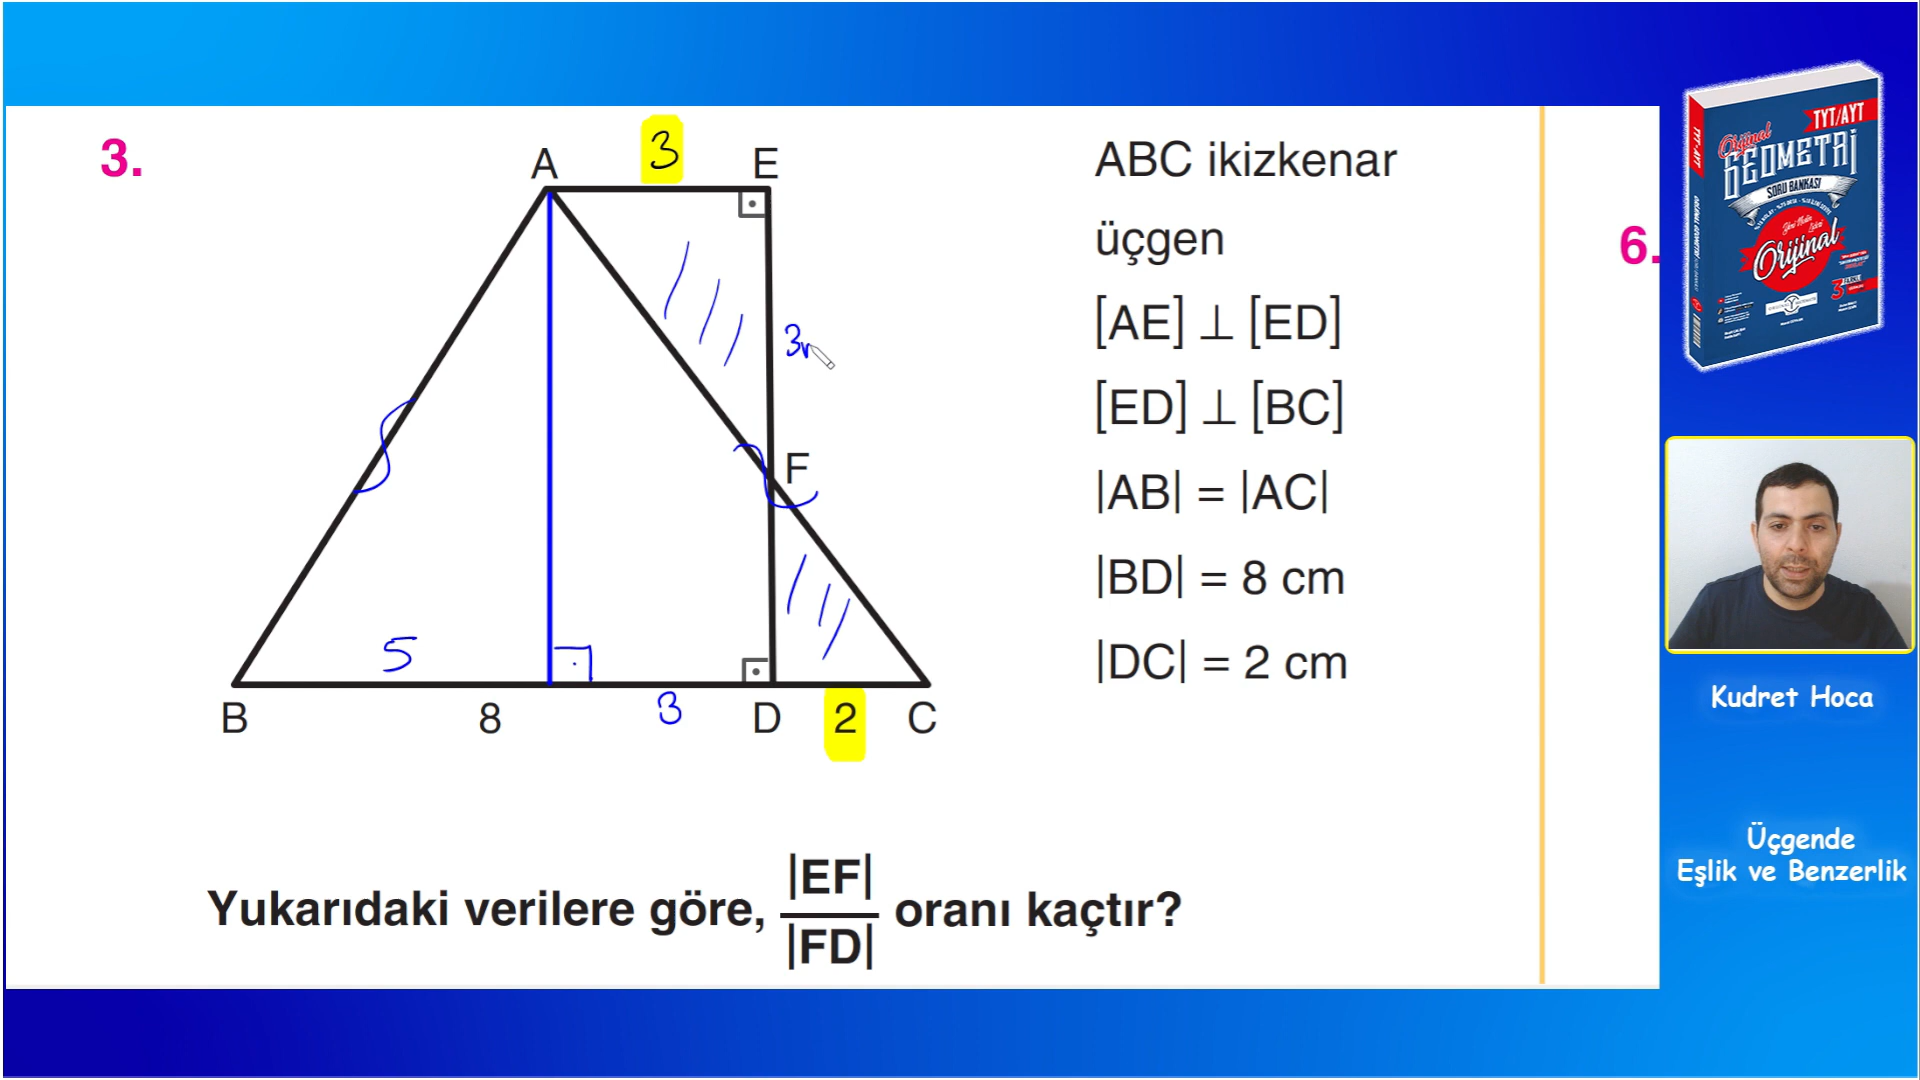 3.
A
3
E
3
F
5
B
8
3
D
2
C
ABC ikizkenar
üçgen
[AE] ⊥ [ED]
[ED] ⊥ [BC]
|AB| = |AC|
|BD| = 8 cm
|DC| = 2 cm
Yukarıdaki verilere göre, |EF| / |FD| oranı kaçtır?
6.
TYT/AYT
Orijinal
GEOMETRİ
SORU BANKASI
Orijinal
Kudret Hoca
Üçgende
Eşlik ve Benzerlik